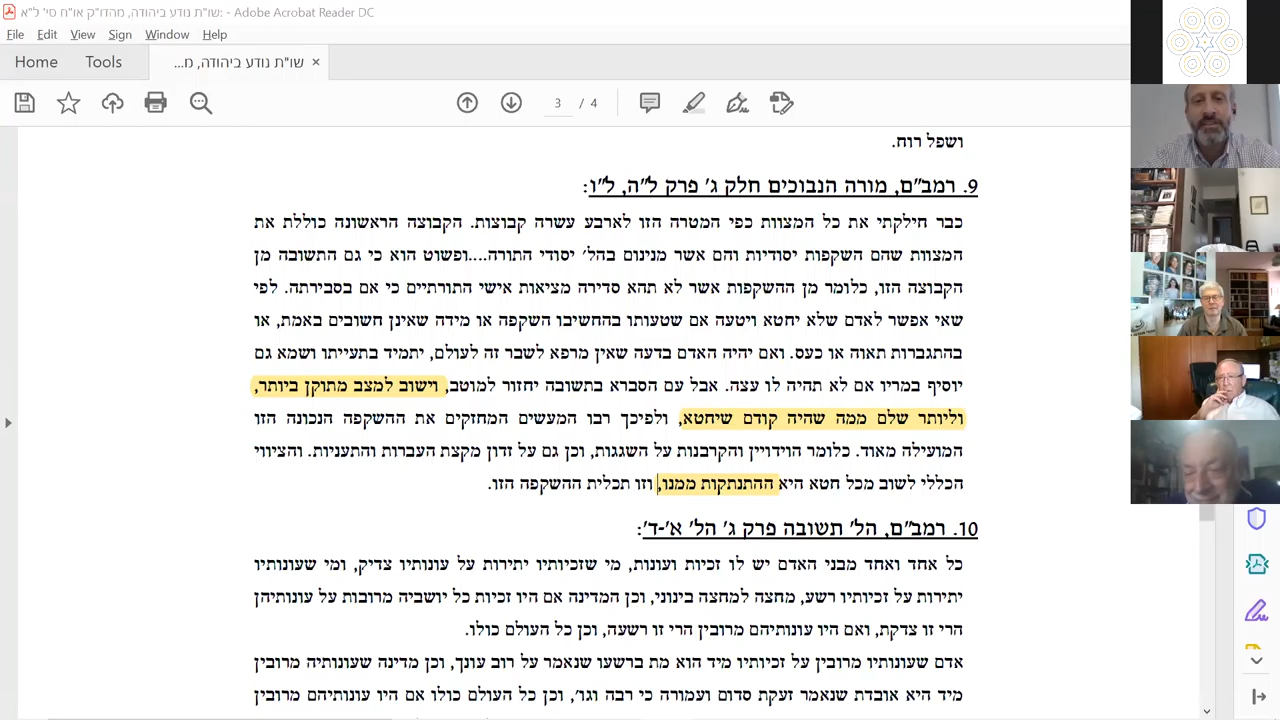 שו"ת נודע ביהודה, מהדו"ק או"ח סי' ל"א: - Adobe Acrobat Reader DC
File Edit View Sign Window Help
Home Tools שו"ת נודע ביהודה, מ... ×
3 / 4
ושפל רוח.
9. רמב"ם, מורה הנבוכים חלק ג' פרק ל"ה, ל"ו:
כבר חילקתי את כל המצוות כפי המטרה הזו לארבע עשרה קבוצות. הקבוצה הראשונה כוללת את
המצוות שהם השקפות יסודיות והם אשר מנינום בהל' יסודי התורה....ופשוט הוא כי גם התשובה מן
הקבוצה הזו, כלומר מן ההשקפות אשר לא תהא סדירה מציאות אישי התורתיים כי אם בסבירתה. לפי
שאי אפשר לאדם שלא יחטא ויטעה אם שטעותו בהחשיבו השקפה או מידה שאינן חשובים באמת, או
בהתגברות תאוה או כעס. ואם יהיה האדם בדעה שאין מרפא לשבר זה לעולם, יתמיד בתעייתו ושמא גם
יוסיף במריו אם לא תהיה לו עצה. אבל עם הסברא בתשובה יחזור למוטב, וישוב למצב מתוקן ביותר,
וליותר שלם ממה שהיה קודם שיחטא, ולפיכך רבו המעשים המחזקים את ההשקפה הנכונה הזו
המועילה מאוד. כלומר הוידויין והקרבנות על השגגות, וכן גם על זדון מקצת העברות והתעניות. והציווי
הכללי לשוב מכל חטא היא ההתנתקות ממנו, וזו תכלית ההשקפה הזו.
10. רמב"ם, הל' תשובה פרק ג' הל' א'-ד':
כל אחד ואחד מבני האדם יש לו זכיות ועונות, מי שזכיותיו יתירות על עונותיו צדיק, ומי שעונותיו
יתירות על זכיותיו רשע, מחצה למחצה בינוני, וכן המדינה אם היו זכיות כל יושביה מרובות על עונותיהן
הרי זו צדקת, ואם היו עונותיהם מרובין הרי זו רשעה, וכן כל העולם כולו.
אדם שעונותיו מרובין על זכיותיו מיד הוא מת ברשעו שנאמר על רוב עונך, וכן מדינה שעונותיה מרובין
מיד היא אובדת שנאמר זעקת סדום ועמורה כי רבה וגו', וכן כל העולם כולו אם היו עונותיהם מרובין